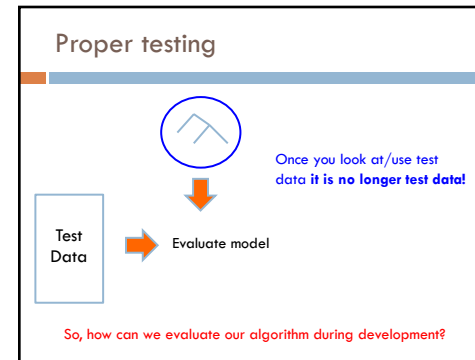 Proper testing
Once you look at/use test
data it is no longer test data!
Test
Data
Evaluate model
So, how can we evaluate our algorithm during development?